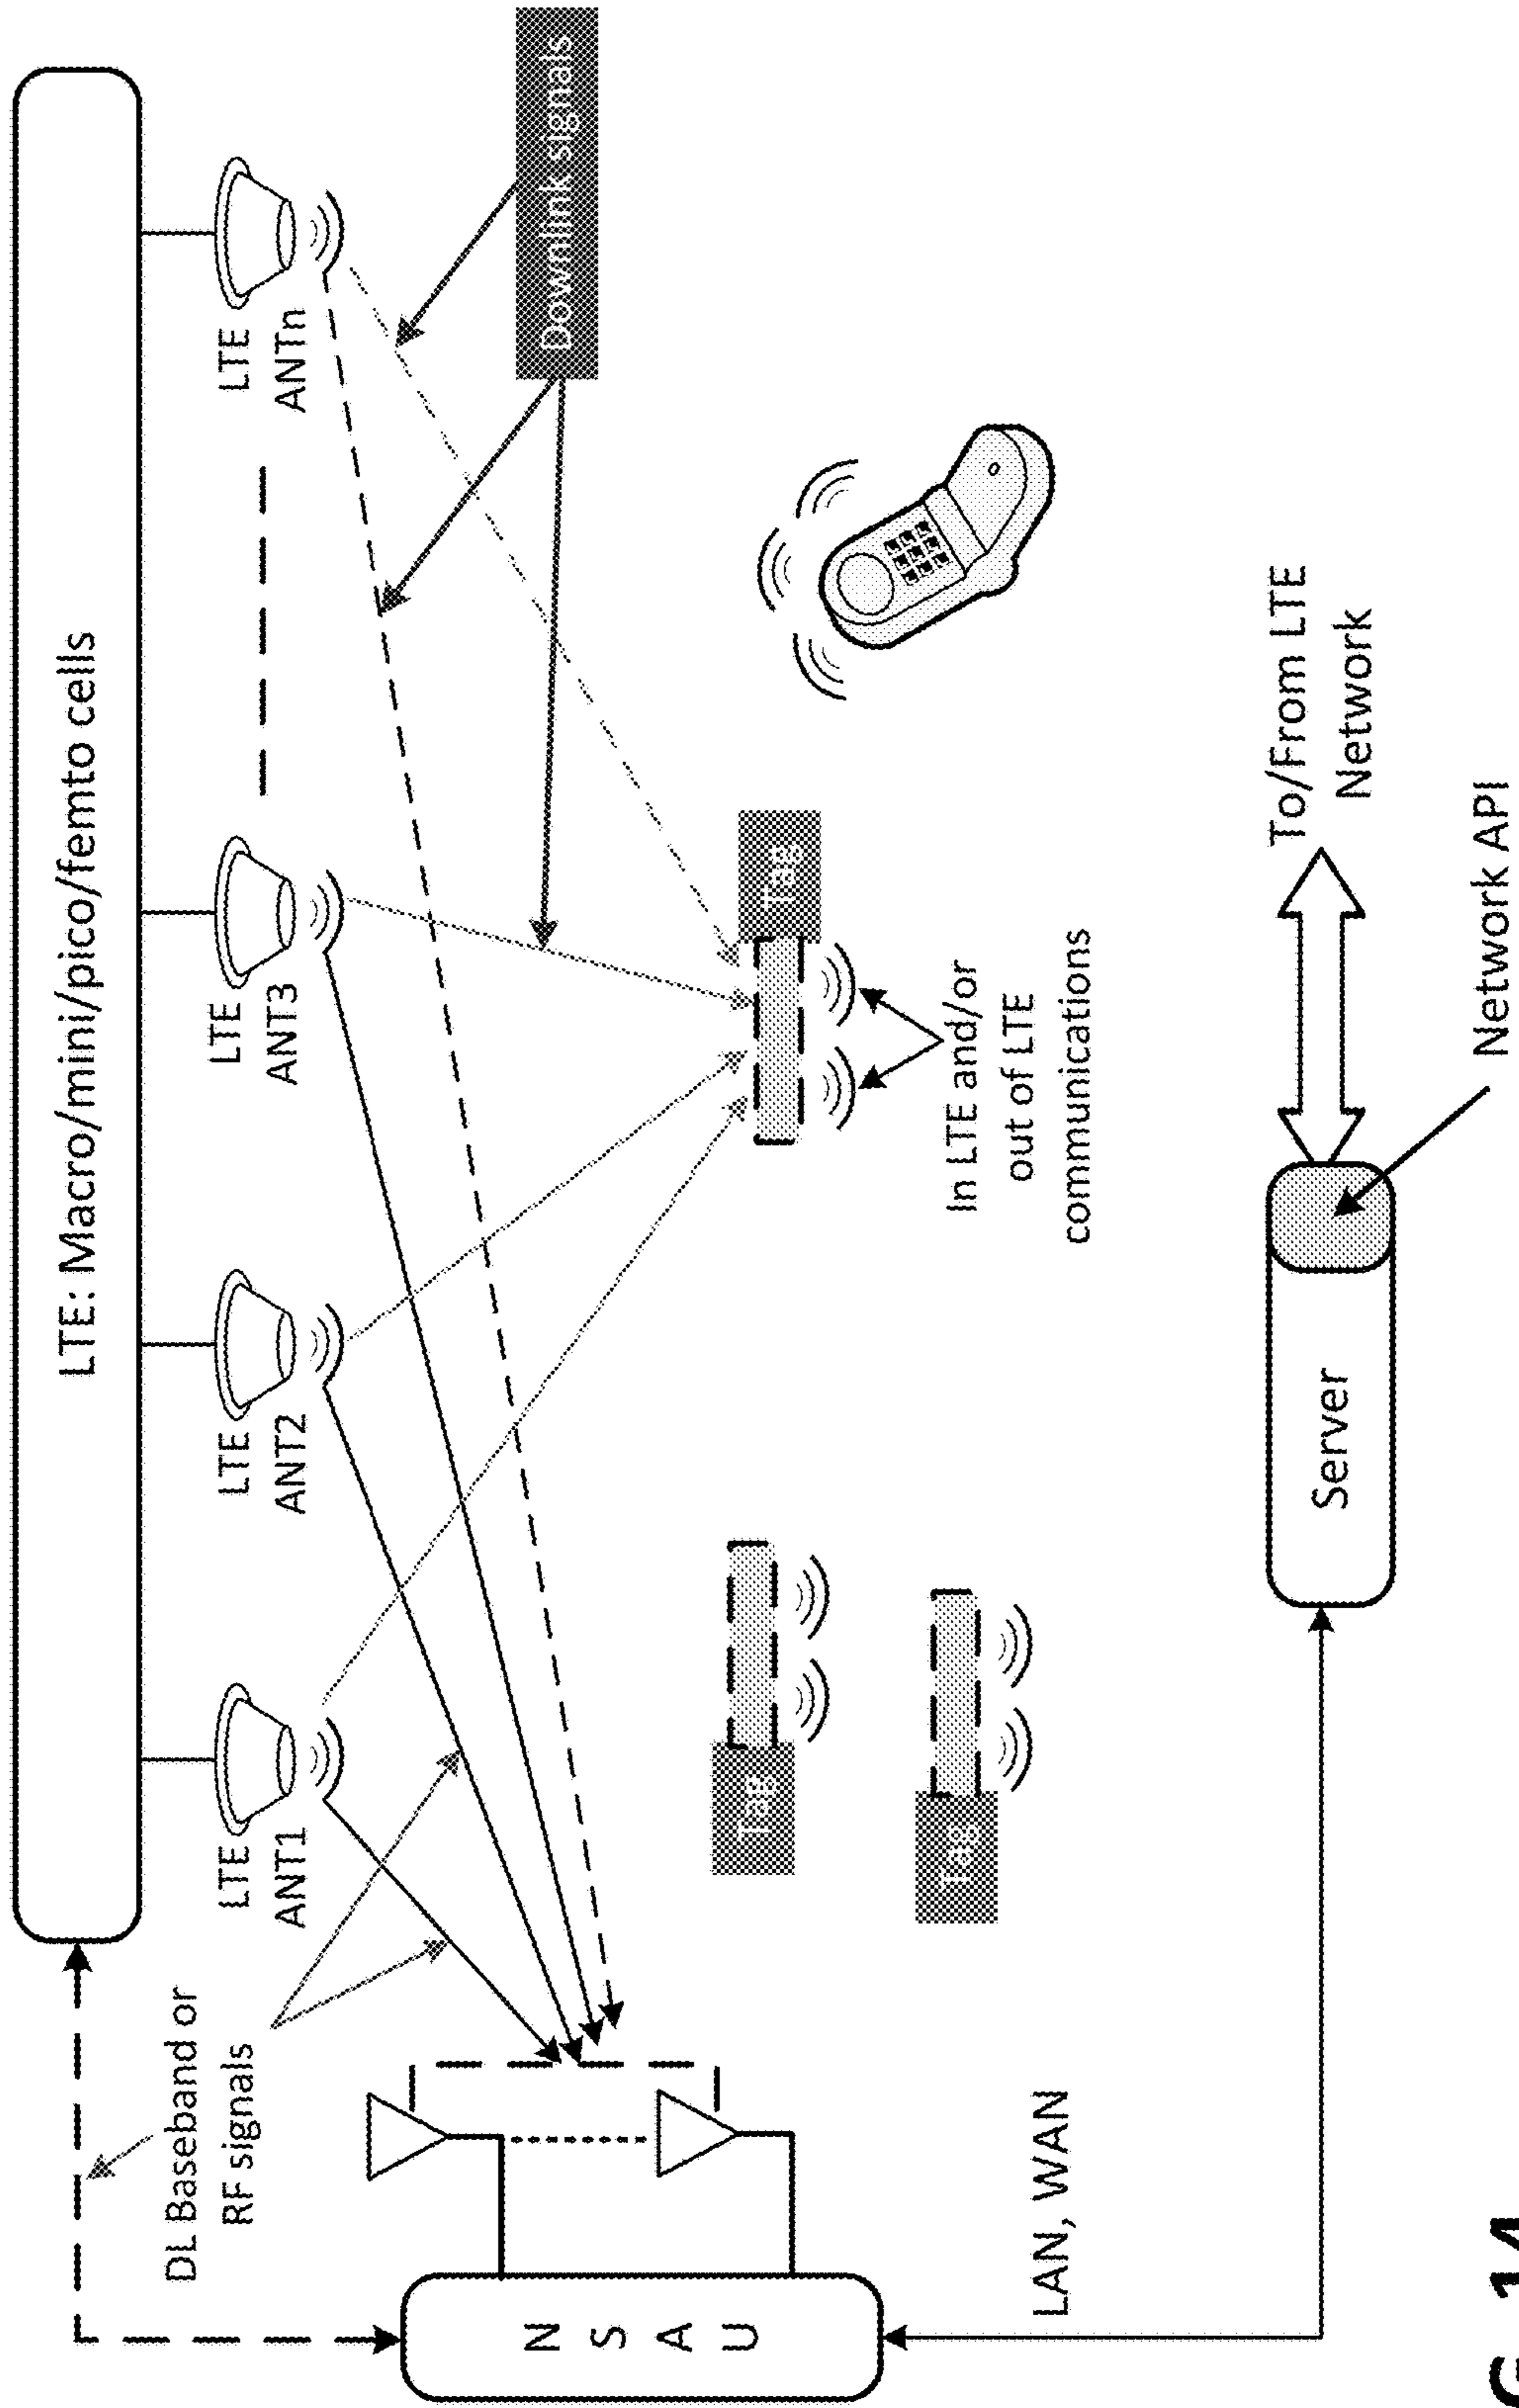 LTE: Macro/mini/pico/femto cells
DL Baseband or
RF signals
LTE
ANT1
LTE
ANT2
LTE
ANT3
LTE
ANTn
Downlink signals
N
S
A
U
Tag
Tag
Tag
In LTE and/or
out of LTE
communications
LAN, WAN
Server
To/From LTE
Network
Network API